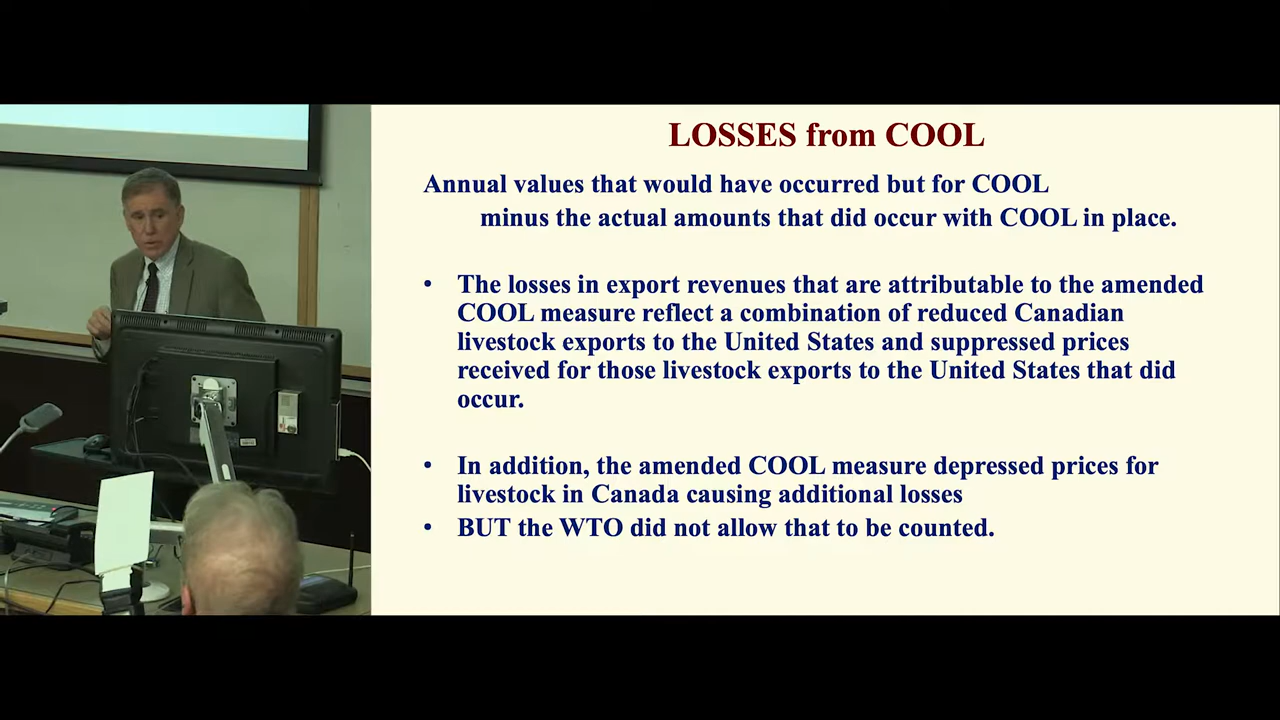 LOSSES from COOL
Annual values that would have occurred but for COOL
minus the actual amounts that did occur with COOL in place.
• The losses in export revenues that are attributable to the amended
COOL measure reflect a combination of reduced Canadian
livestock exports to the United States and suppressed prices
received for those livestock exports to the United States that did
occur.
• In addition, the amended COOL measure depressed prices for
livestock in Canada causing additional losses
• BUT the WTO did not allow that to be counted.